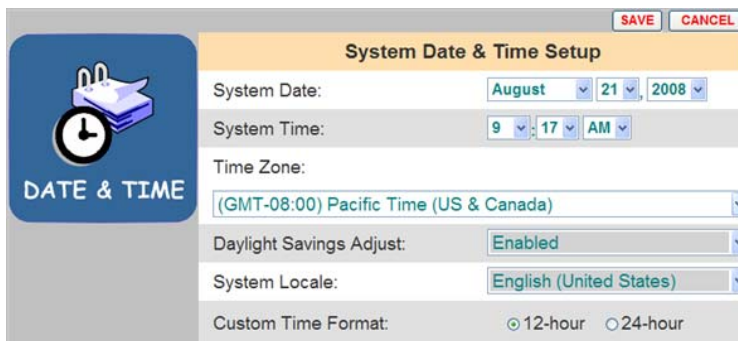 SAVE CANCEL
System Date & Time Setup
System Date: August 21 , 2008
System Time: 9 : 17 AM
Time Zone:
DATE & TIME
(GMT-08:00) Pacific Time (US & Canada)
Daylight Savings Adjust: Enabled
System Locale: English (United States)
Custom Time Format: 12-hour 24-hour